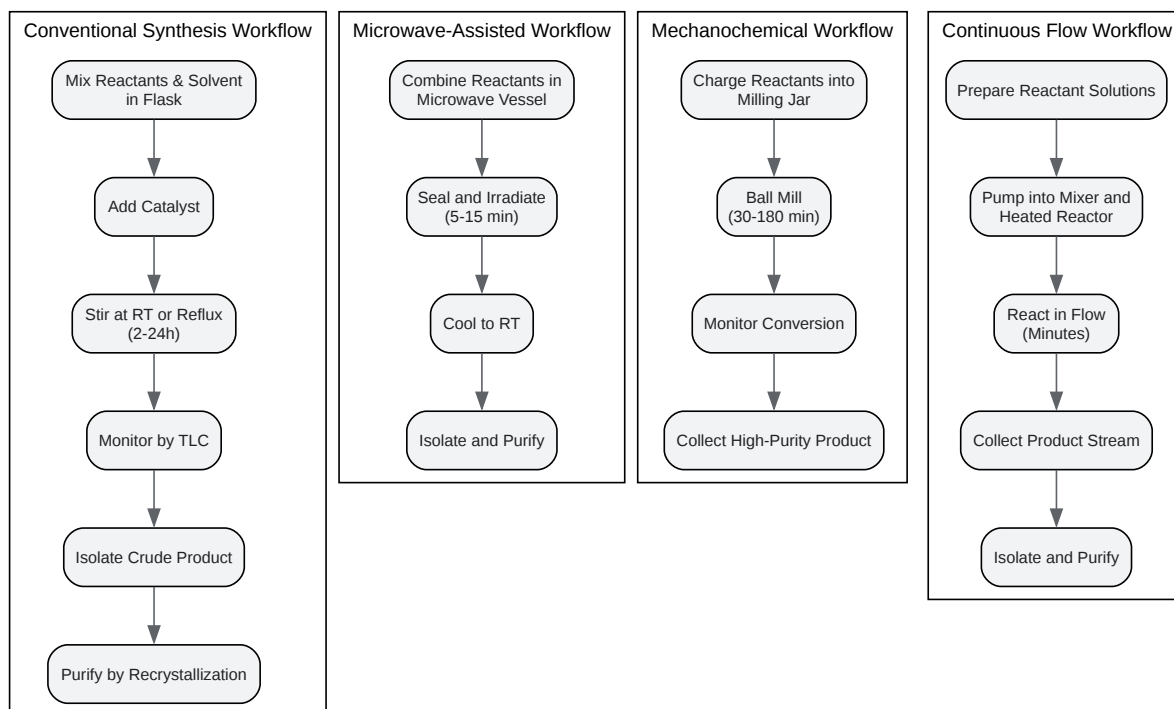 Conventional Synthesis Workflow
Mix Reactants & Solvent
in Flask
Add Catalyst
Stir at RT or Reflux
(2-24h)
Monitor by TLC
Isolate Crude Product
Purify by Recrystallization
Microwave-Assisted Workflow
Combine Reactants in
Microwave Vessel
Seal and Irradiate
(5-15 min)
Cool to RT
Isolate and Purify
Mechanochemical Workflow
Charge Reactants into
Milling Jar
Ball Mill
(30-180 min)
Monitor Conversion
Collect High-Purity Product
Continuous Flow Workflow
Prepare Reactant Solutions
Pump into Mixer and
Heated Reactor
React in Flow
(Minutes)
Collect Product Stream
Isolate and Purify